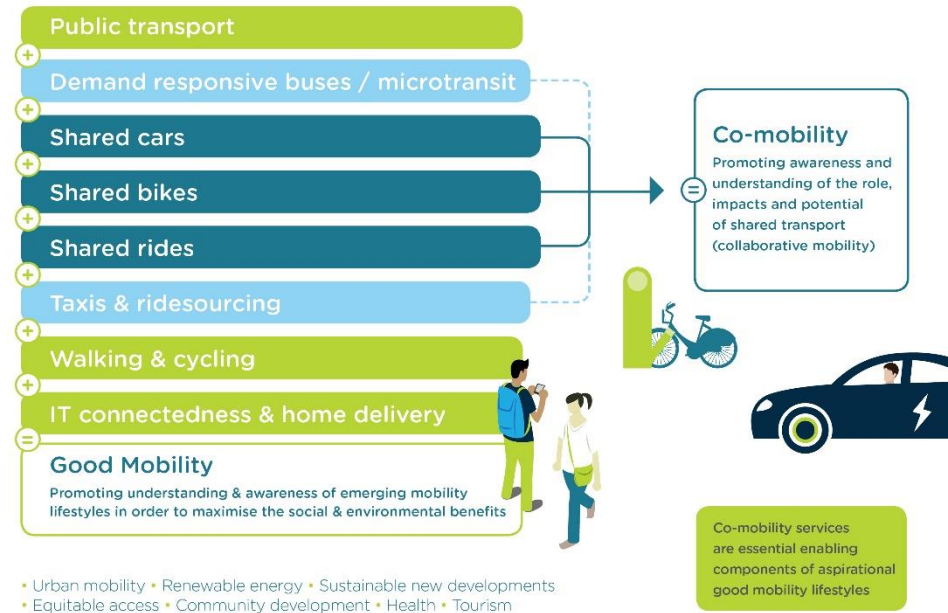 Public transport
+
Demand responsive buses / microtransit
+
Shared cars
+
Shared bikes
+
Shared rides
+
Taxis & ridesourcing
+
Walking & cycling
+
IT connectedness & home delivery
=
Good Mobility
Promoting understanding & awareness of emerging mobility
lifestyles in order to maximise the social & environmental benefits
=
Co-mobility
Promoting awareness and
understanding of the role,
impacts and potential
of shared transport
(collaborative mobility)
Co-mobility services
are essential enabling
components of aspirational
good mobility lifestyles
• Urban mobility • Renewable energy • Sustainable new developments
• Equitable access • Community development • Health • Tourism